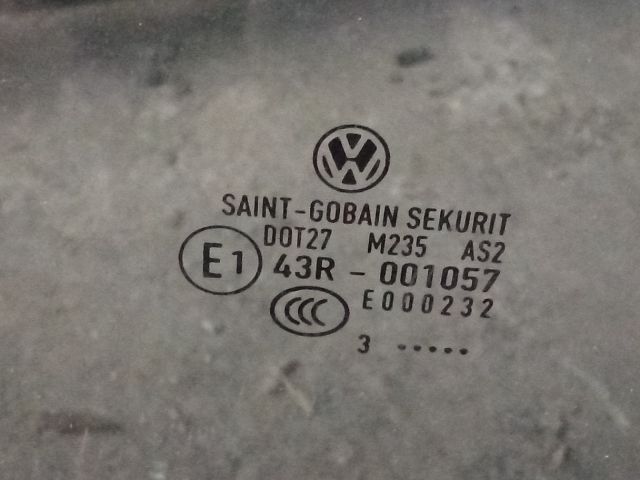 SAINT-GOBAIN SEKURIT
DOT27 M235 AS2
E1 43R - 001057
CCC E000232
3 •••••